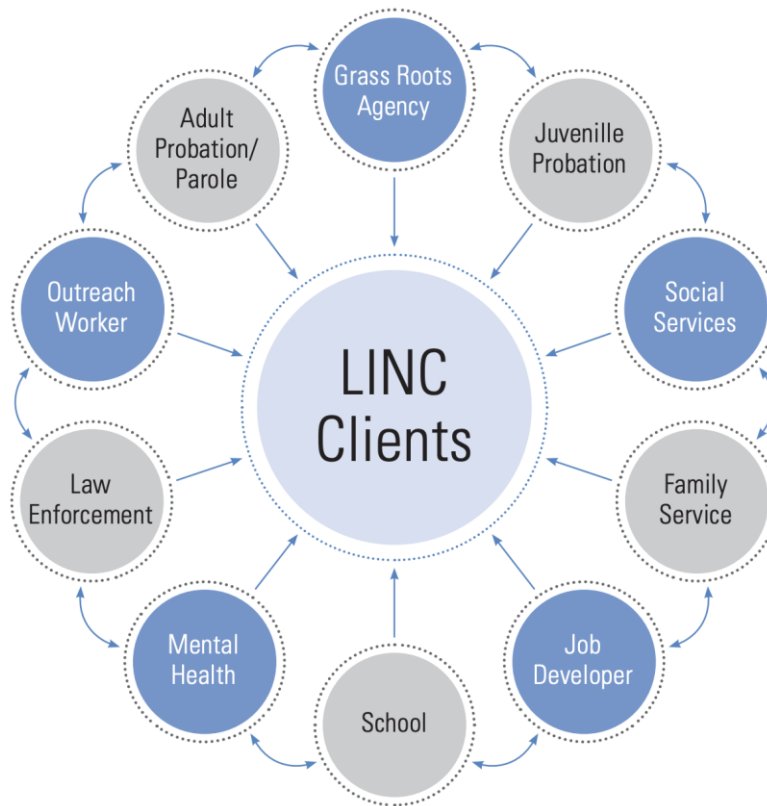 Grass Roots
Agency
Adult
Probation/
Parole
Juvenille
Probation
Outreach
Worker
Social
Services
LINC
Clients
Law
Enforcement
Family
Service
Mental
Health
Job
Developer
School